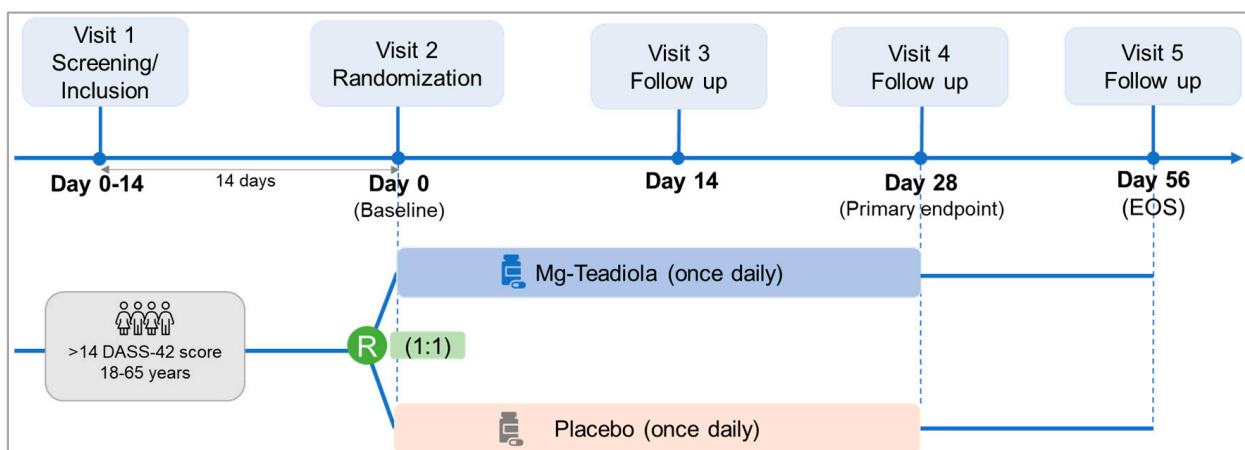 Visit 1
Screening/
Inclusion
Visit 2
Randomization
Visit 3
Follow up
Visit 4
Follow up
Visit 5
Follow up
Day 0-14
14 days
Day 0
(Baseline)
Day 14
Day 28
(Primary endpoint)
Day 56
(EOS)
Mg-Teadiola (once daily)
>14 DASS-42 score
18-65 years
R
(1:1)
Placebo (once daily)